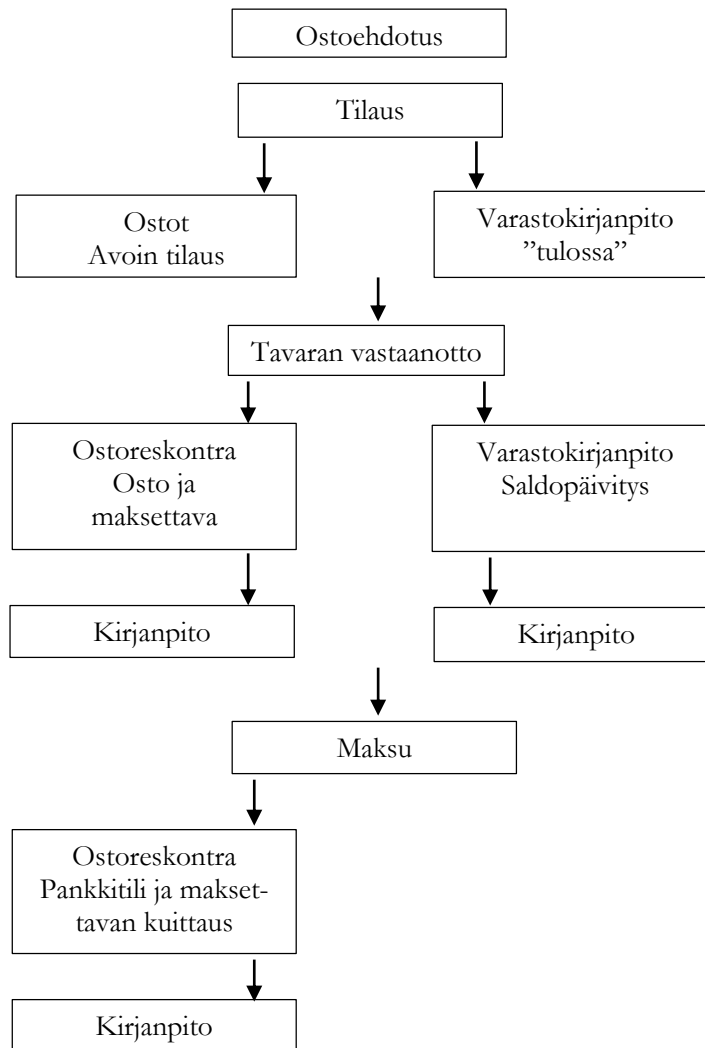 Ostoehdotus
Tilaus
Ostot
Avoin tilaus
Varastokirjanpito
”tulossa”
Tavaran vastaanotto
Ostoreskontra
Osto ja
maksettava
Varastokirjanpito
Saldopäivitys
Kirjanpito
Kirjanpito
Maksu
Ostoreskontra
Pankkitili ja makset-
tavan kuittaus
Kirjanpito